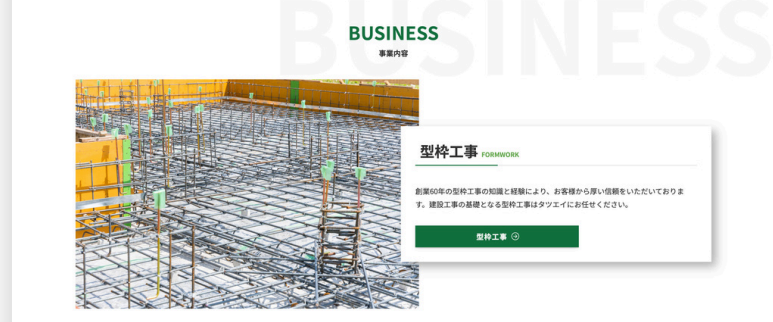 BUSINESS
BUSINESS
事業内容
型枠工事 FORMWORK
創業60年の型枠工事の知識と経験により、お客様から厚い信頼をいただいておりま
す。建設工事の基礎となる型枠工事はタツエイにお任せください。
型枠工事